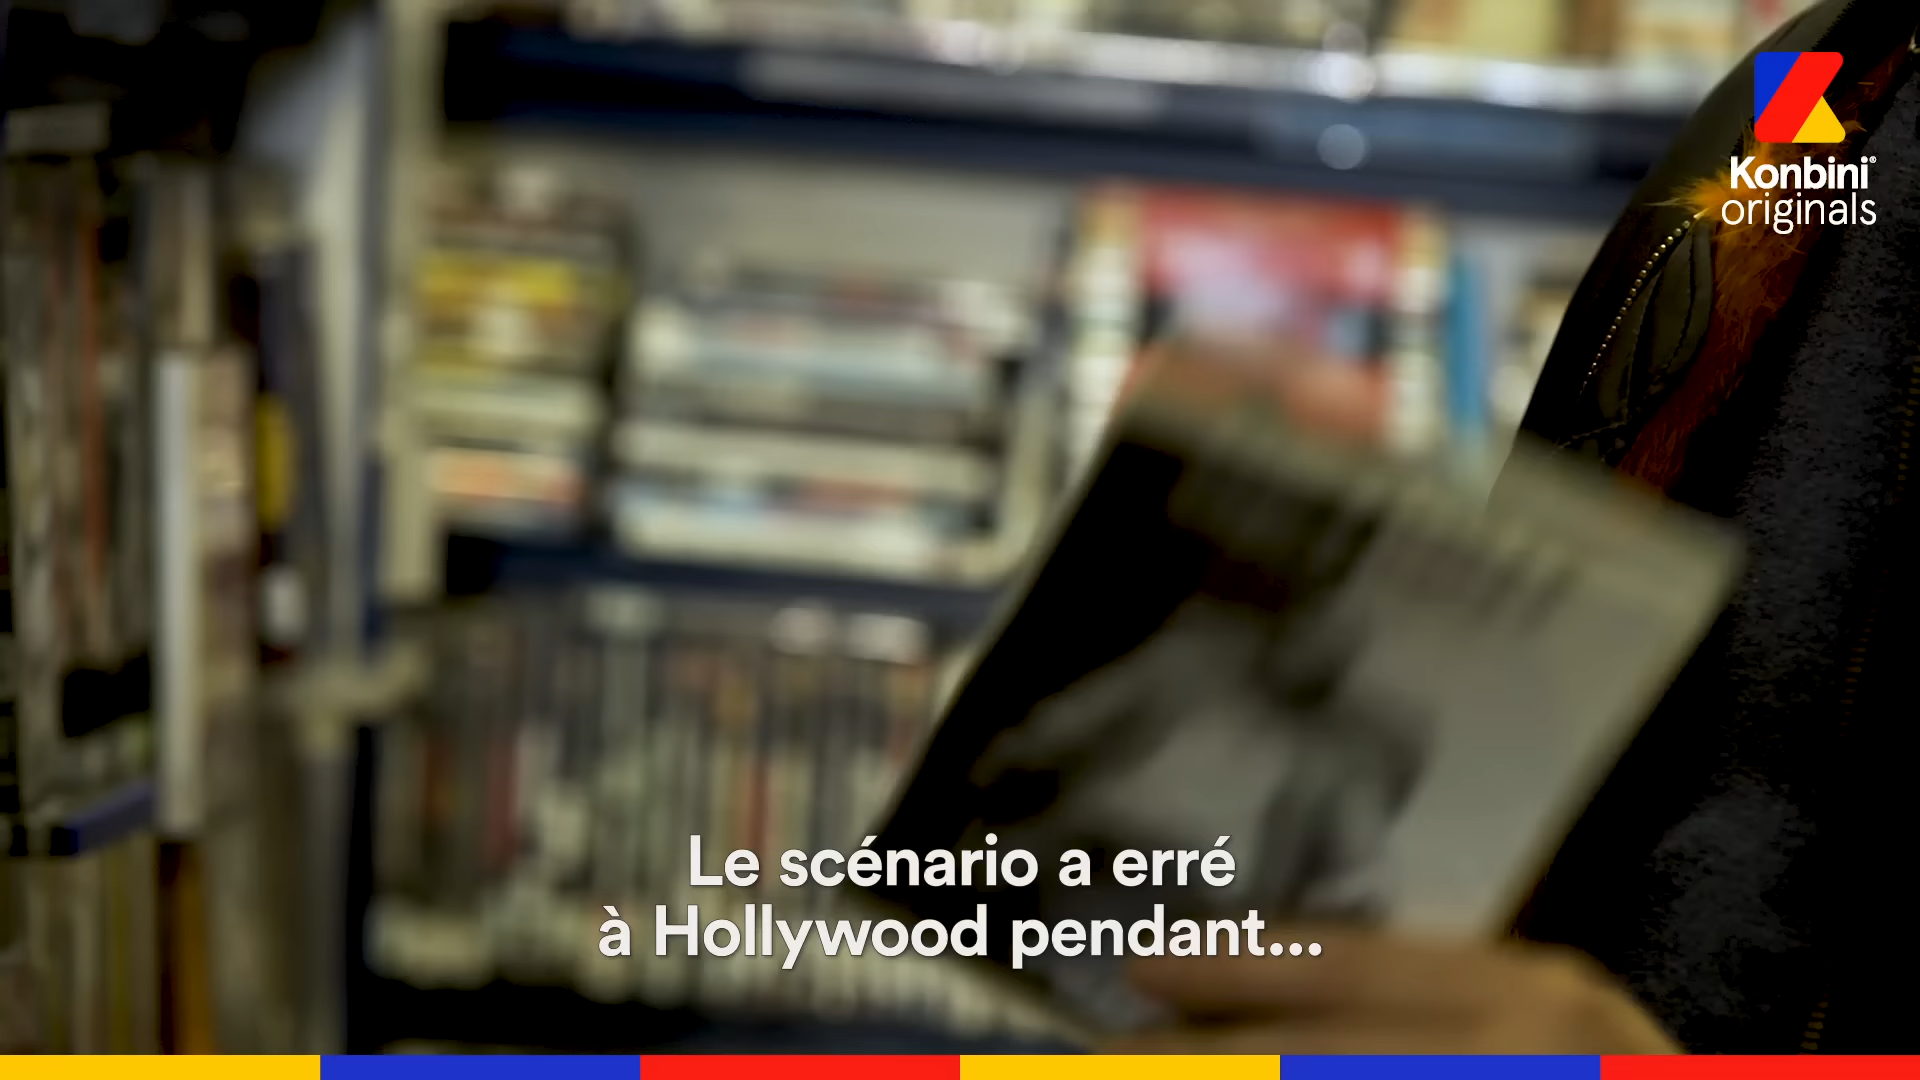 Konbini®
originals
Le scénario a erré
à Hollywood pendant...